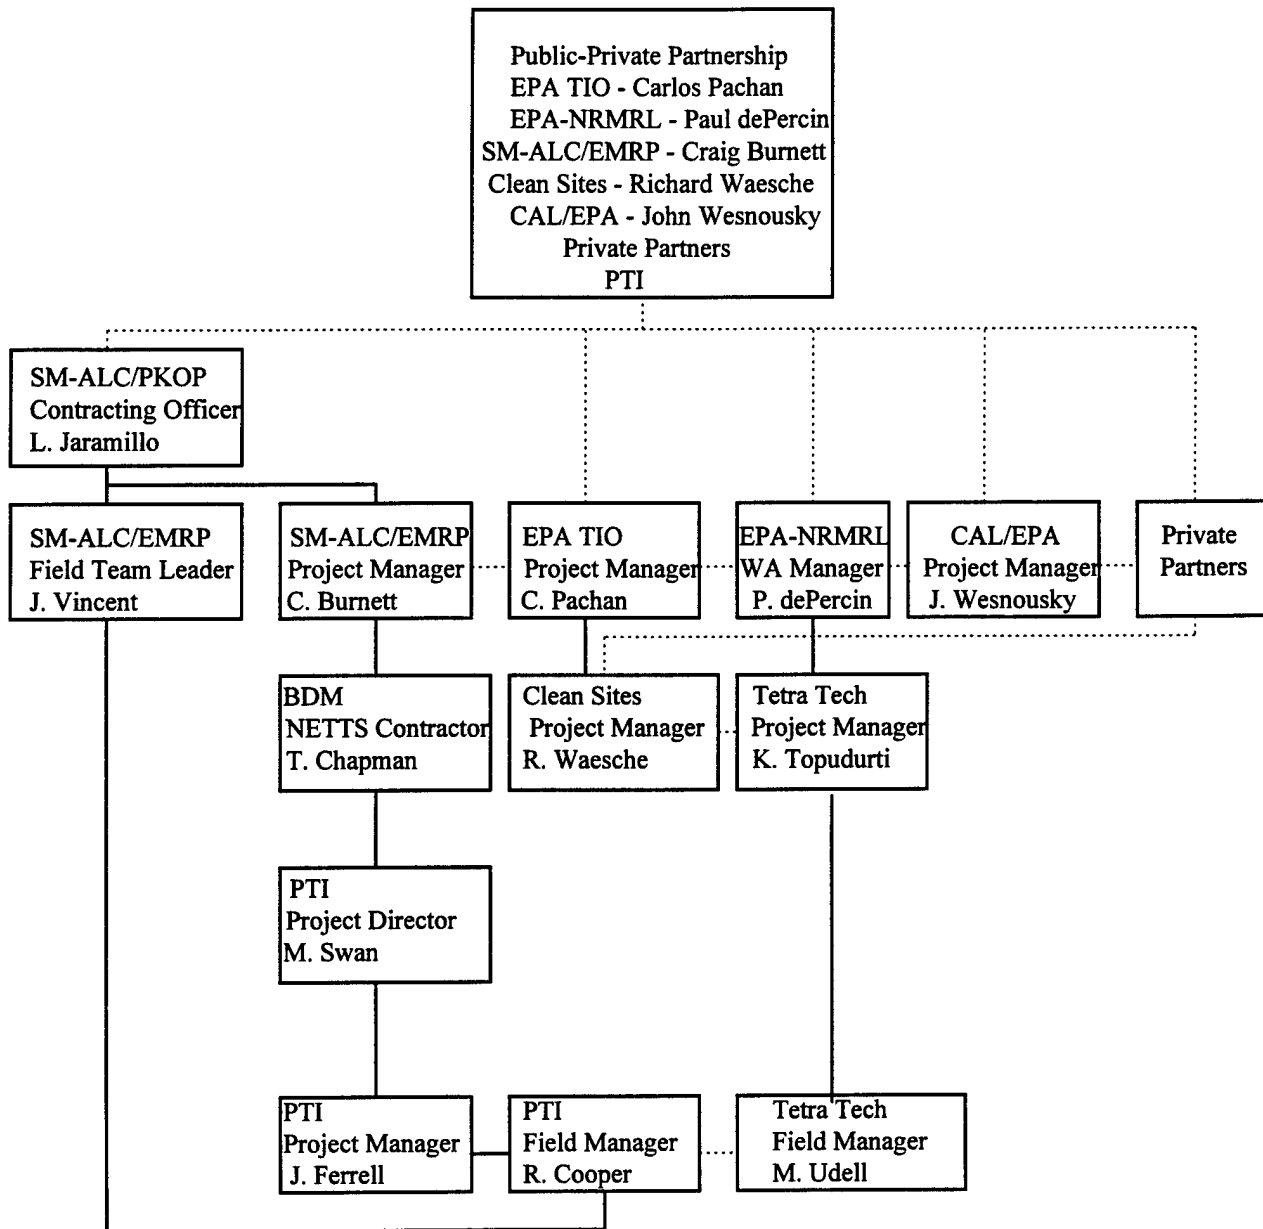 Public-Private Partnership
EPA TIO - Carlos Pachan
EPA-NRMRL - Paul dePercin
SM-ALC/EMRP - Craig Burnett
Clean Sites - Richard Waesche
CAL/EPA - John Wesnousky
Private Partners
PTI
SM-ALC/PKOP
Contracting Officer
L. Jaramillo
SM-ALC/EMRP
Field Team Leader
J. Vincent
SM-ALC/EMRP
Project Manager
C. Burnett
EPA TIO
Project Manager
C. Pachan
EPA-NRMRL
WA Manager
P. dePercin
CAL/EPA
Project Manager
J. Wesnousky
Private
Partners
BDM
NETTS Contractor
T. Chapman
Clean Sites
Project Manager
R. Waesche
Tetra Tech
Project Manager
K. Topudurti
PTI
Project Director
M. Swan
PTI
Project Manager
J. Ferrell
PTI
Field Manager
R. Cooper
Tetra Tech
Field Manager
M. Udell